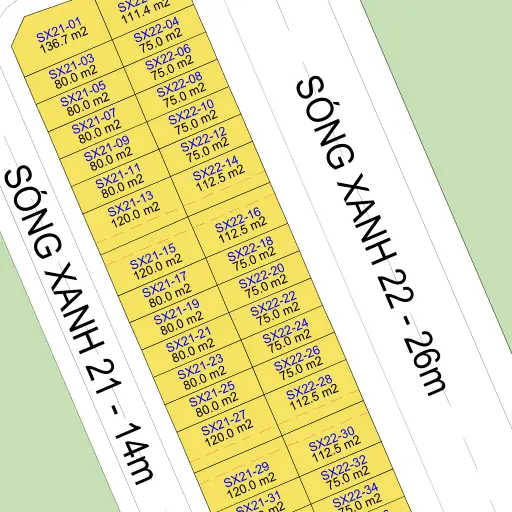 SX21-01
136.7 m2
SX21-03
80.0 m2
SX21-05
80.0 m2
SX21-07
80.0 m2
SX21-09
80.0 m2
SX21-11
80.0 m2
SX21-13
120.0 m2
SX21-15
120.0 m2
SX21-17
80.0 m2
SX21-19
80.0 m2
SX21-21
80.0 m2
SX21-23
80.0 m2
SX21-25
80.0 m2
SX21-27
120.0 m2
SX21-29
120.0 m2
SX21-31
111.4 m2
SX22-04
75.0 m2
SX22-06
75.0 m2
SX22-08
75.0 m2
SX22-10
75.0 m2
SX22-12
75.0 m2
SX22-14
112.5 m2
SX22-16
112.5 m2
SX22-18
75.0 m2
SX22-20
75.0 m2
SX22-22
75.0 m2
SX22-24
75.0 m2
SX22-26
75.0 m2
SX22-28
112.5 m2
SX22-30
112.5 m2
SX22-32
75.0 m2
SX22-34
75.0 m2
SÓNG XANH 21 - 14m
SÓNG XANH 22 - 26m